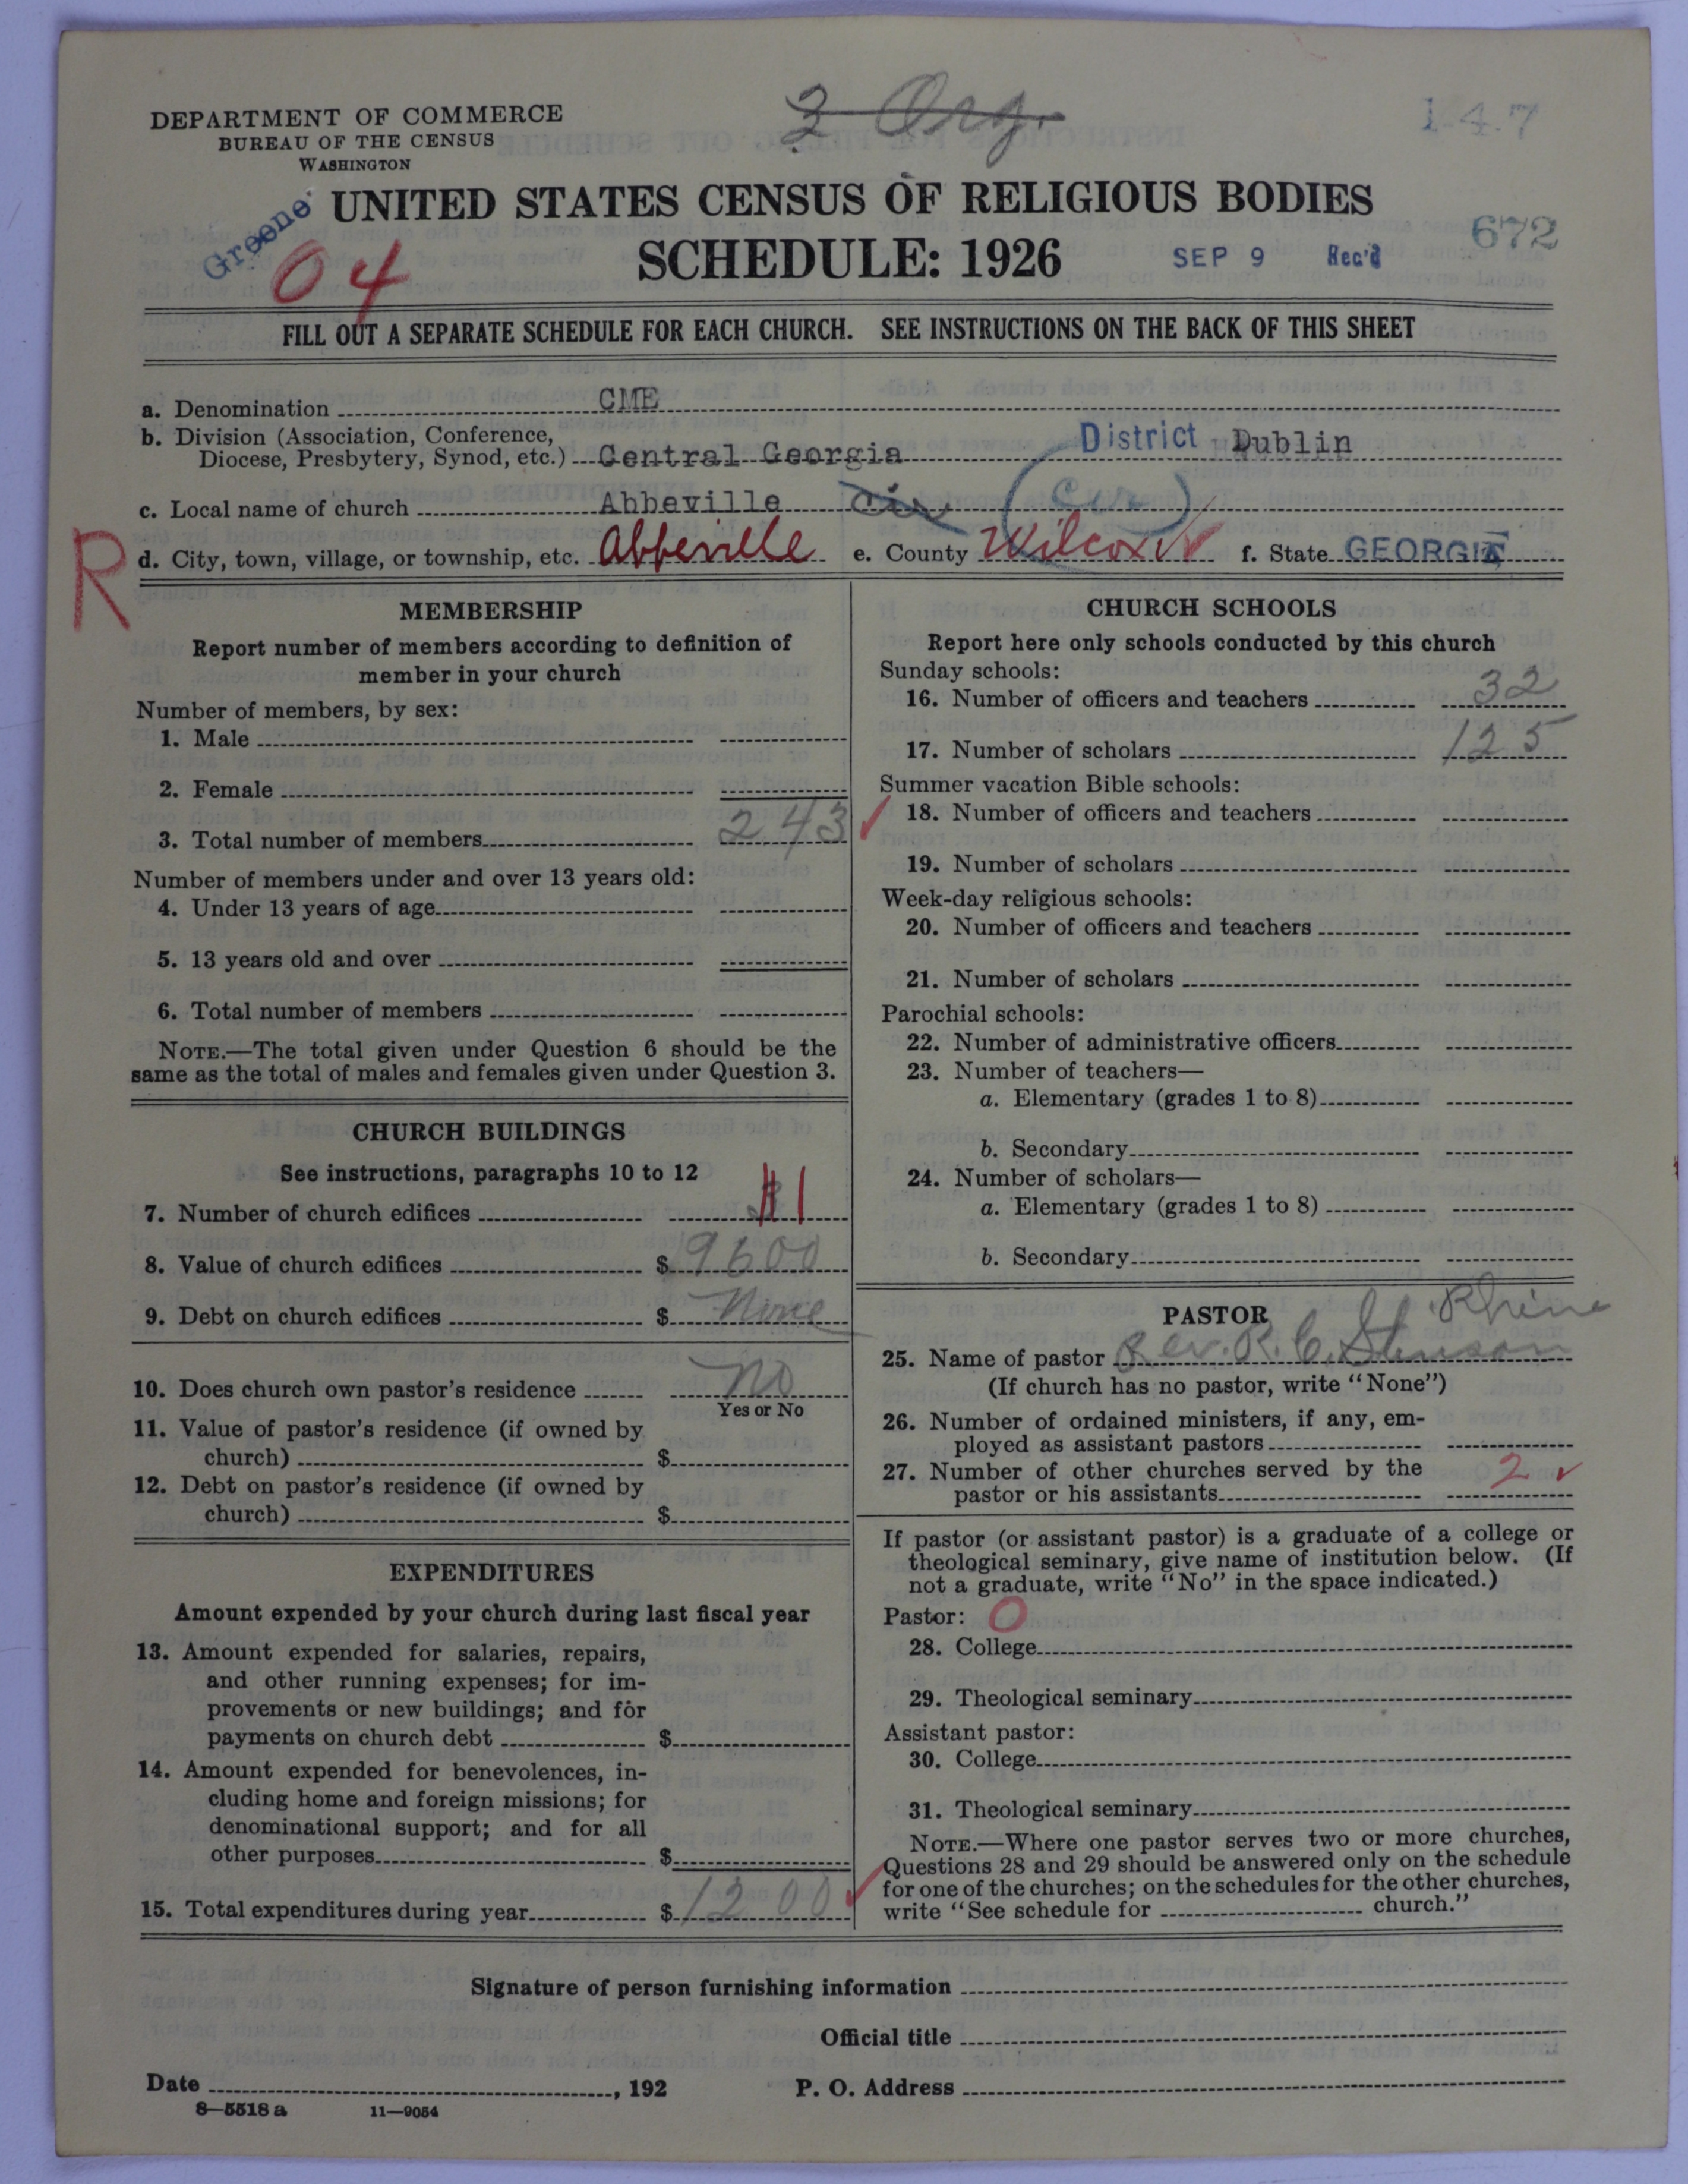 3 Org.
1-4-7
DEPARTMENT OF COMMERCE
BUREAU OF THE CENSUS
WASHINGTON
Greene
04
UNITED STATES CENSUS OF RELIGIOUS BODIES
SCHEDULE: 1926
SEP 9 Rec'd
672
FILL OUT A SEPARATE SCHEDULE FOR EACH CHURCH. SEE INSTRUCTIONS ON THE BACK OF THIS SHEET
a. Denomination CME
b. Division (Association, Conference,
Diocese, Presbytery, Synod, etc.) Central Georgia District Dublin
c. Local name of church Abbeville Cir (Cir)
R
d. City, town, village, or township, etc. Abbeville e. County Wilcox f. State GEORGIA
MEMBERSHIP
Report number of members according to definition of
member in your church
Number of members, by sex:
1. Male
2. Female
3. Total number of members 243
Number of members under and over 13 years old:
4. Under 13 years of age
5. 13 years old and over
6. Total number of members
NOTE.—The total given under Question 6 should be the
same as the total of males and females given under Question 3.
CHURCH BUILDINGS
See instructions, paragraphs 10 to 12
7. Number of church edifices 1
8. Value of church edifices $ 9600
9. Debt on church edifices $ None
10. Does church own pastor's residence No
Yes or No
11. Value of pastor's residence (if owned by
church) $
12. Debt on pastor's residence (if owned by
church) $
EXPENDITURES
Amount expended by your church during last fiscal year
13. Amount expended for salaries, repairs,
and other running expenses; for im-
provements or new buildings; and for
payments on church debt $
14. Amount expended for benevolences, in-
cluding home and foreign missions; for
denominational support; and for all
other purposes $
15. Total expenditures during year $ 1200
CHURCH SCHOOLS
Report here only schools conducted by this church
Sunday schools:
16. Number of officers and teachers 32
17. Number of scholars 125
Summer vacation Bible schools:
18. Number of officers and teachers
19. Number of scholars
Week-day religious schools:
20. Number of officers and teachers
21. Number of scholars
Parochial schools:
22. Number of administrative officers
23. Number of teachers—
a. Elementary (grades 1 to 8)
b. Secondary
24. Number of scholars—
a. Elementary (grades 1 to 8)
b. Secondary
PASTOR
Rhine
25. Name of pastor Rev. R. C. Stinson
(If church has no pastor, write "None")
26. Number of ordained ministers, if any, em-
ployed as assistant pastors
27. Number of other churches served by the
pastor or his assistants 2
If pastor (or assistant pastor) is a graduate of a college or
theological seminary, give name of institution below. (If
not a graduate, write "No" in the space indicated.)
Pastor: 0
28. College
29. Theological seminary
Assistant pastor:
30. College
31. Theological seminary
NOTE.—Where one pastor serves two or more churches,
Questions 28 and 29 should be answered only on the schedule
for one of the churches; on the schedules for the other churches,
write "See schedule for church."
Signature of person furnishing information
Official title
Date , 192 P. O. Address
8—5518 a 11—9054